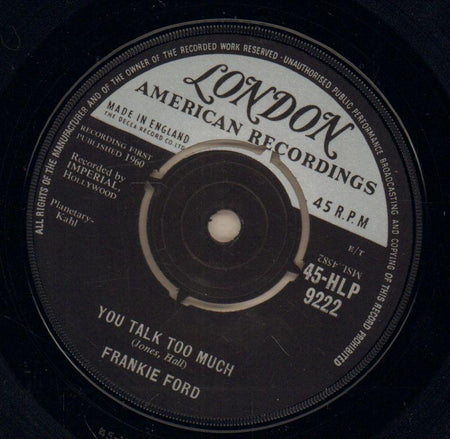 ALL RIGHTS OF THE MANUFACTURER AND OF THE OWNER OF THE RECORDED WORK RESERVED - UNAUTHORISED PUBLIC PERFORMANCE BROADCASTING AND COPYING OF THIS RECORD PROHIBITED
LONDON
AMERICAN RECORDINGS
MADE IN ENGLAND
THE DECCA RECORD CO. LTD.
45 R.P.M
RECORDING FIRST
PUBLISHED 1960
Recorded by
IMPERIAL,
HOLLYWOOD
Planetary-
Kahl
E/T
MSI. 4582
45-HLP
9222
YOU TALK TOO MUCH
(Jones, Hall)
FRANKIE FORD